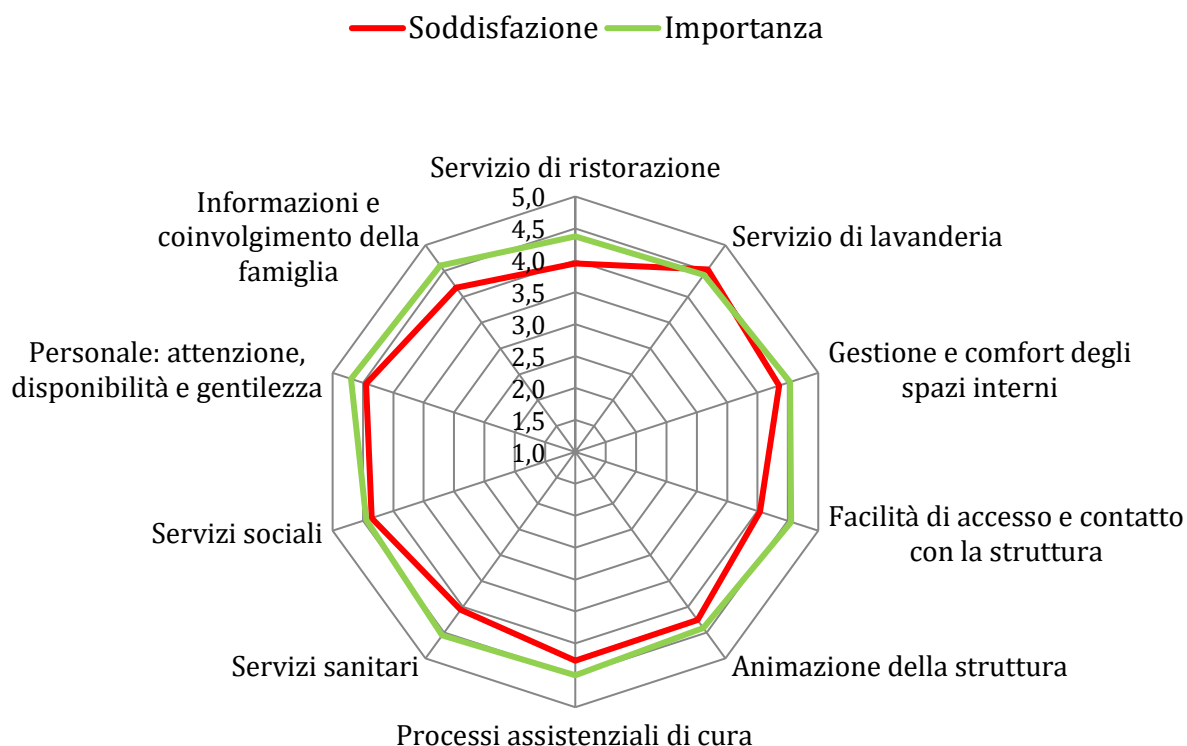 Soddisfazione Importanza
Servizio di ristorazione
Informazioni e
coinvolgimento della
famiglia
Servizio di lavanderia
5,0
4,5
4,0
3,5
3,0
2,5
2,0
1,5
1,0
Personale: attenzione,
disponibilità e gentilezza
Gestione e comfort degli
spazi interni
Servizi sociali
Facilità di accesso e contatto
con la struttura
Servizi sanitari
Animazione della struttura
Processi assistenziali di cura